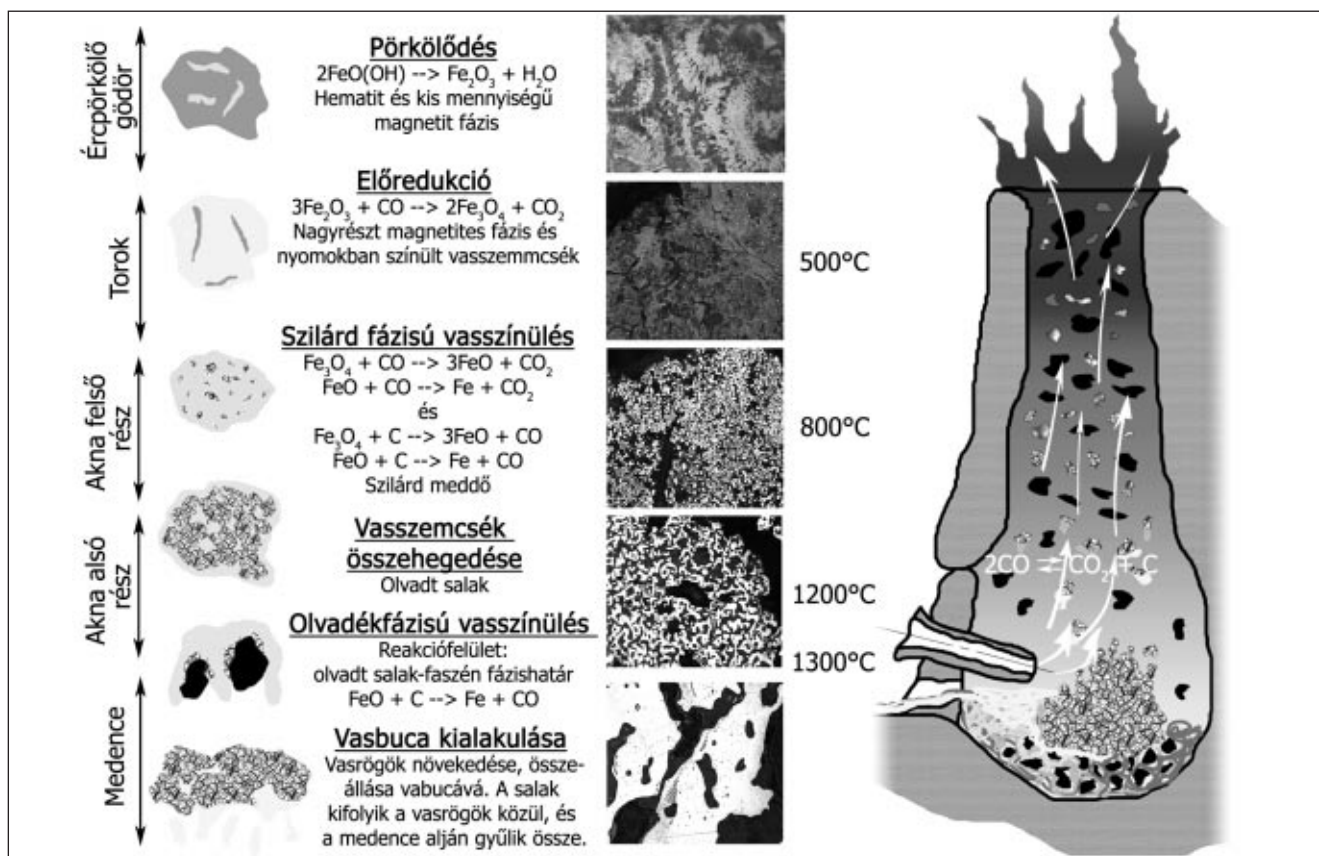 Ércpörkölő
gödör
Pörkölődés
2FeO(OH) --> Fe₂O₃ + H₂O
Hematit és kis mennyiségű
magnetit fázis
Torok
Előredukció
3Fe₂O₃ + CO --> 2Fe₃O₄ + CO₂
Nagyrészt magnetites fázis és
nyomokban színült vasszemmcsék
500°C
Akna felső
rész
Szilárd fázisú vasszínülés
Fe₃O₄ + CO --> 3FeO + CO₂
FeO + CO --> Fe + CO₂
és
Fe₃O₄ + C --> 3FeO + CO
FeO + C --> Fe + CO
Szilárd meddő
800°C
Akna alsó
rész
Vasszemcsék
összehegedése
Olvadt salak
1200°C
2CO ⇌ CO₂ + C
Olvadékfázisú vasszínülés
Reakciófelület:
olvadt salak-faszén fázishatár
FeO + C --> Fe + CO
1300°C
Medence
Vasbuca kialakulása
Vasrögök növekedése, össze-
állása vabucává. A salak
kifolyik a vasrögök közül, és
a medence alján gyűlik össze.